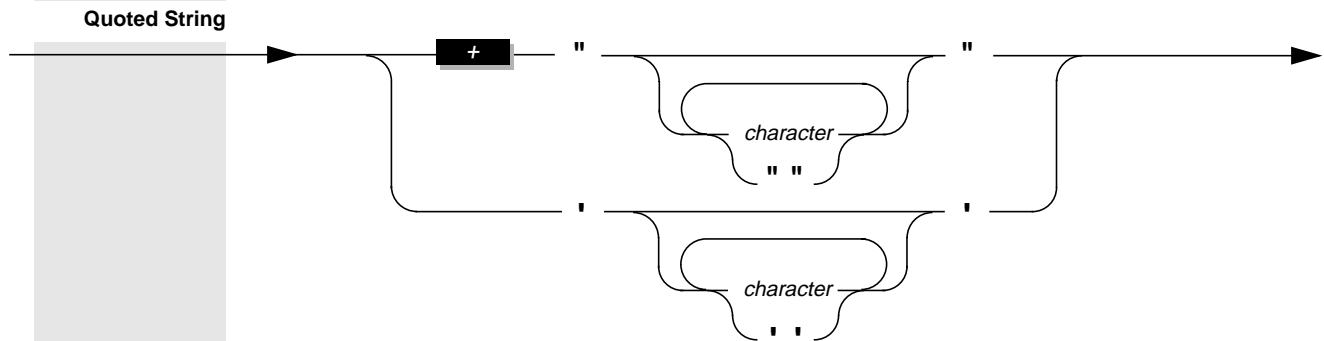 Quoted String
+ " "
character
" "
' '
character
' '